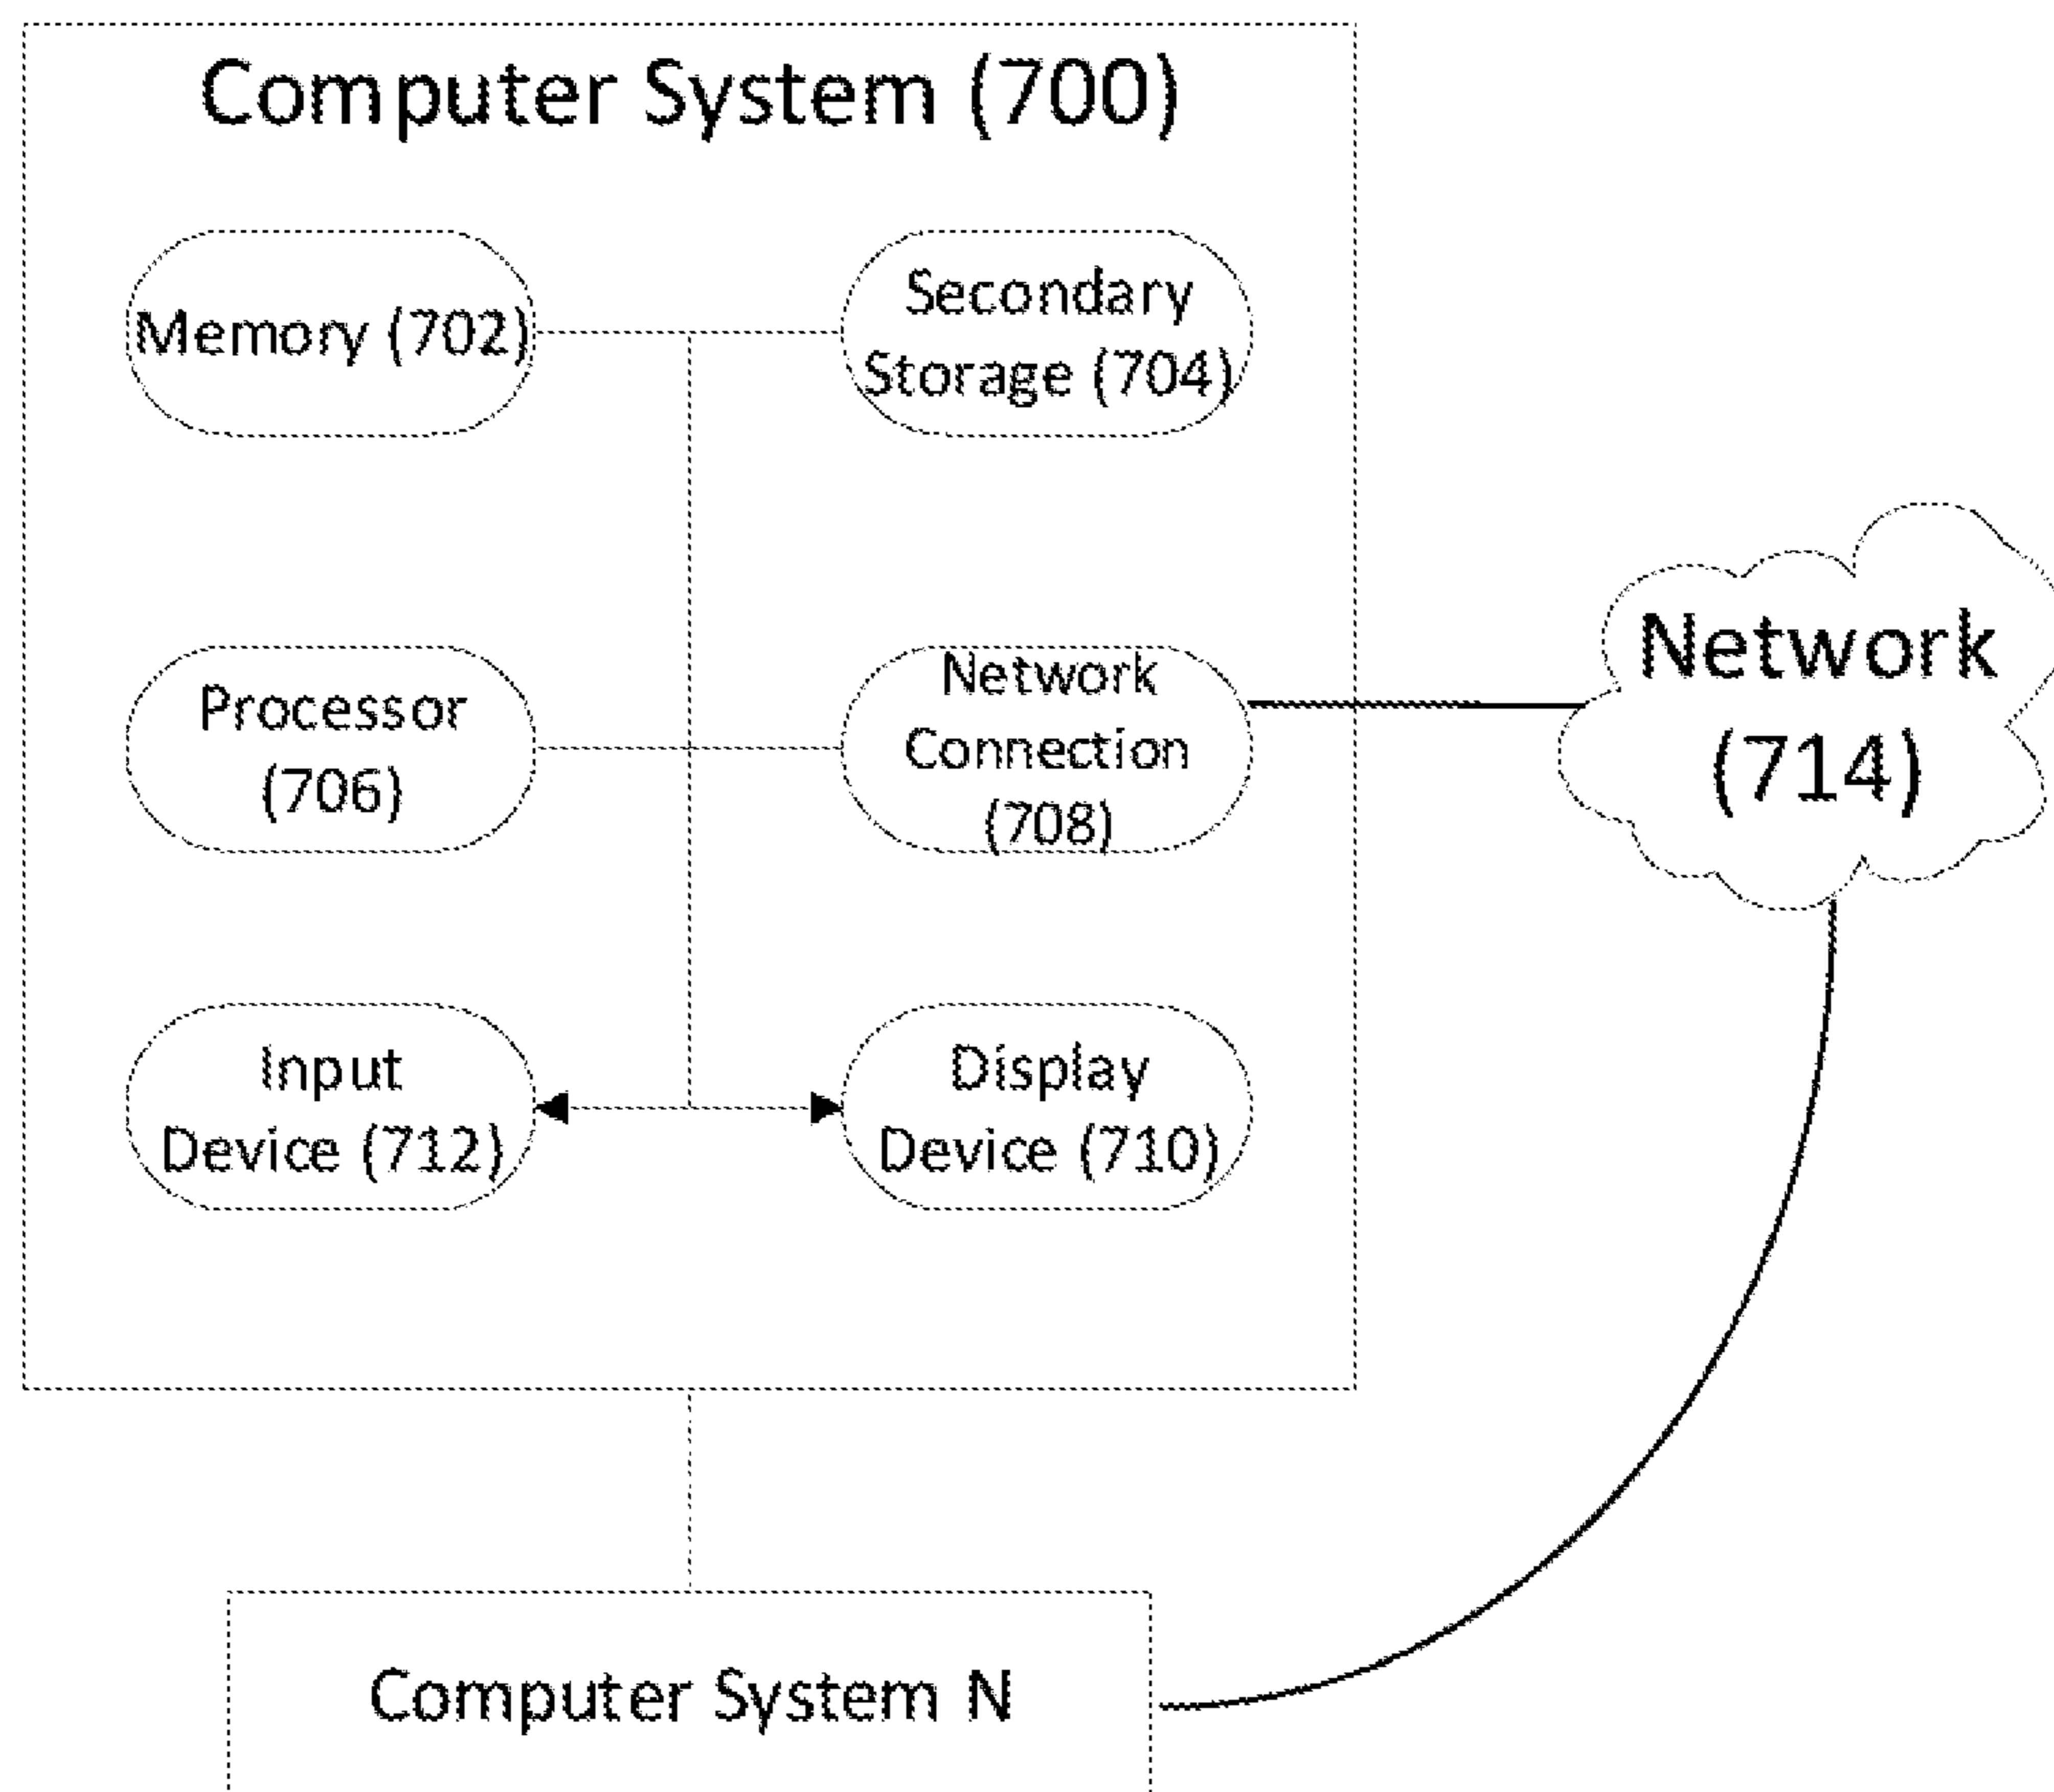 Computer System (700)
Memory (702)
Secondary
Storage (704)
Processor
(706)
Network
Connection
(708)
Network
(714)
Input
Device (712)
Display
Device (710)
Computer System N